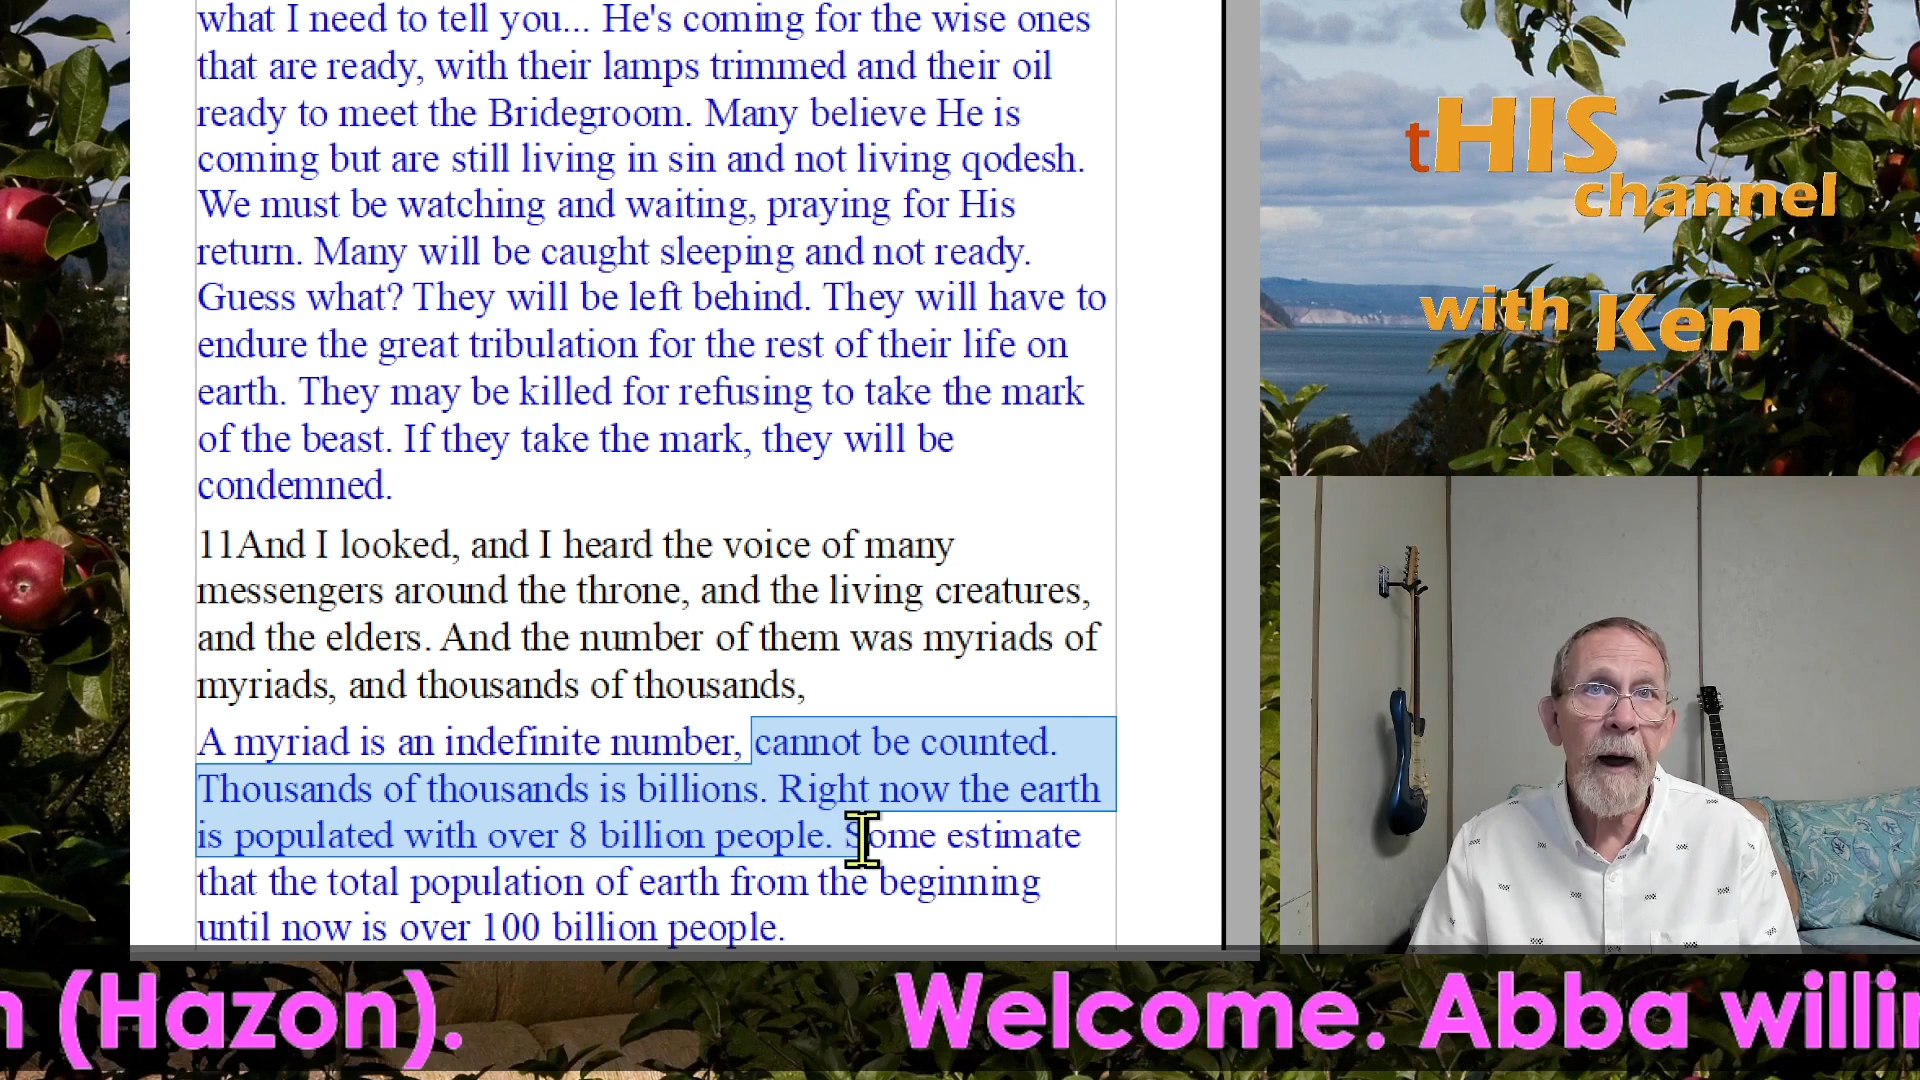 what I need to tell you... He's coming for the wise ones
that are ready, with their lamps trimmed and their oil
ready to meet the Bridegroom. Many believe He is
coming but are still living in sin and not living qodesh.
We must be watching and waiting, praying for His
return. Many will be caught sleeping and not ready.
Guess what? They will be left behind. They will have to
endure the great tribulation for the rest of their life on
earth. They may be killed for refusing to take the mark
of the beast. If they take the mark, they will be
condemned.
11And I looked, and I heard the voice of many
messengers around the throne, and the living creatures,
and the elders. And the number of them was myriads of
myriads, and thousands of thousands,
A myriad is an indefinite number, cannot be counted.
Thousands of thousands is billions. Right now the earth
is populated with over 8 billion people. Some estimate
that the total population of earth from the beginning
until now is over 100 billion people.
tHIS
channel
with Ken
(Hazon). Welcome. Abba